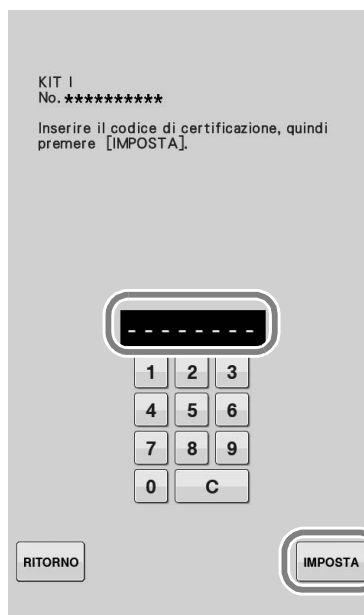 KIT I
No. **********
Inserire il codice di certificazione, quindi
premere [IMPOSTA].
- - - - - - - -
1 2 3
4 5 6
7 8 9
0 C
RITORNO IMPOSTA